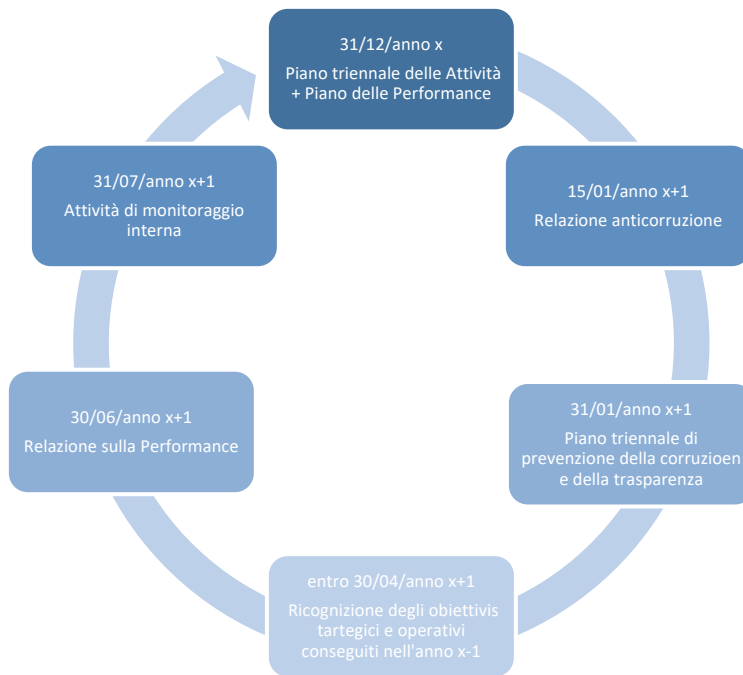 31/12/anno x
Piano triennale delle Attività
+ Piano delle Performance
15/01/anno x+1
Relazione anticorruzione
31/01/anno x+1
Piano triennale di
prevenzione della corruzioen
e della trasparenza
entro 30/04/anno x+1
Ricognizione degli obiettivis
tartegici e operativi
conseguiti nell'anno x-1
30/06/anno x+1
Relazione sulla Performance
31/07/anno x+1
Attività di monitoraggio
interna